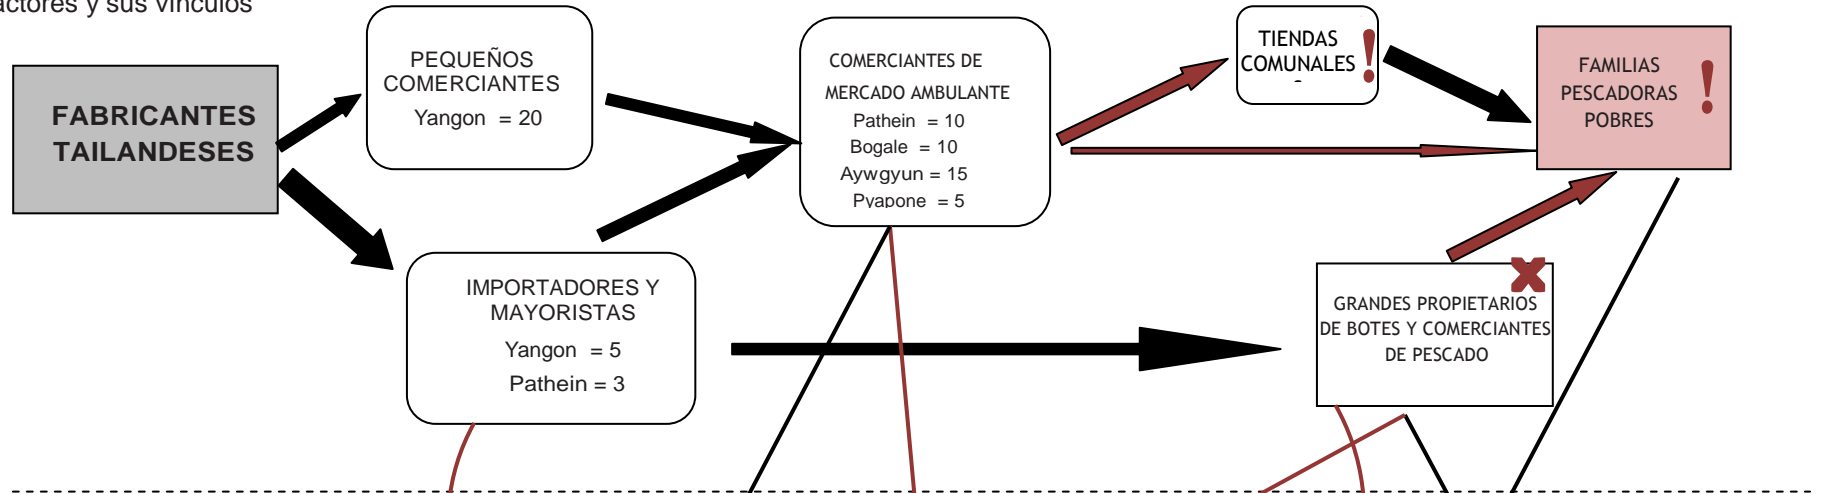 actores y sus vínculos
FABRICANTES
TAILANDESES
PEQUEÑOS
COMERCIANTES
Yangon = 20
IMPORTADORES Y
MAYORISTAS
Yangon = 5
Pathein = 3
COMERCIANTES DE
MERCADO AMBULANTE
Pathein = 10
Bogale = 10
Aywgyun = 15
Pyapone = 5
TIENDAS
COMUNALES
!
FAMILIAS
PESCADORAS
POBRES
!
GRANDES PROPIETARIOS
DE BOTES Y COMERCIANTES
DE PESCADO